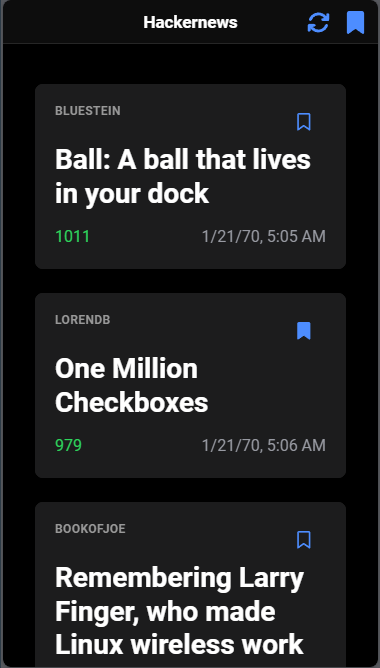 Hackernews
BLUESTEIN
Ball: A ball that lives
in your dock
1011
1/21/70, 5:05 AM
LORENDB
One Million
Checkboxes
979
1/21/70, 5:06 AM
BOOKOFJOE
Remembering Larry
Finger, who made
Linux wireless work